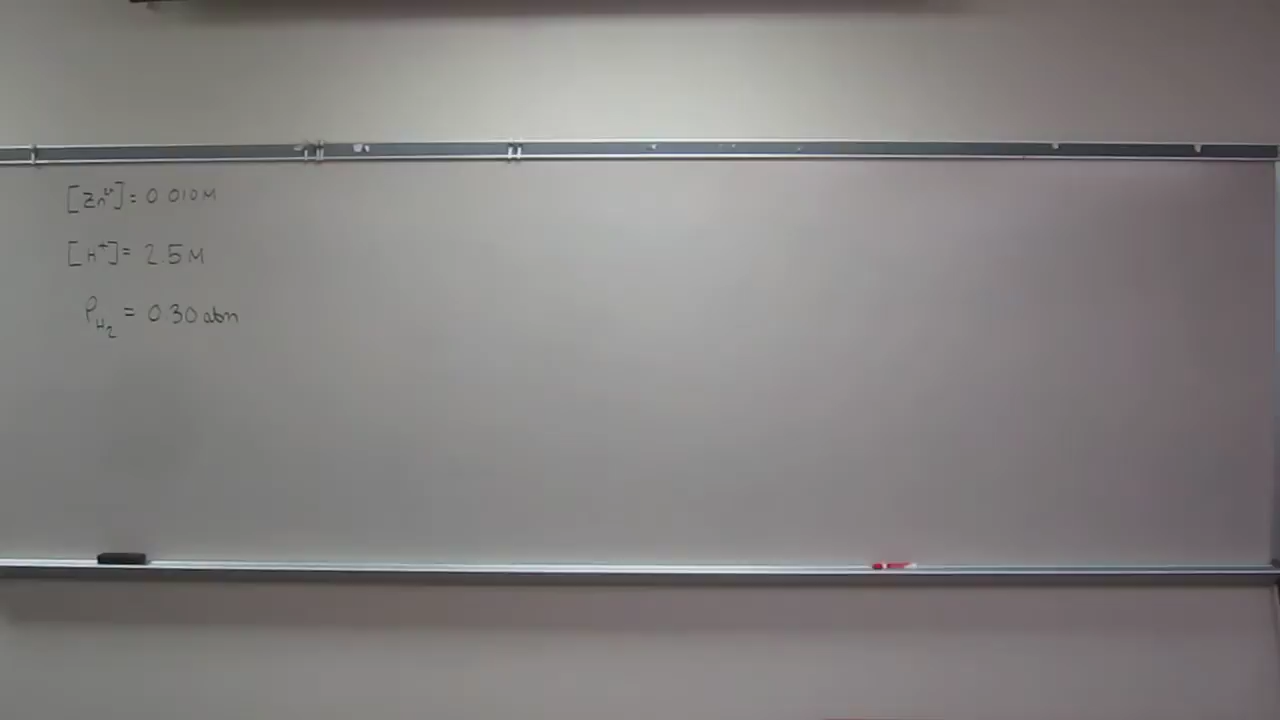 [Zn²⁺] = 0.010 M
[H⁺] = 2.5 M
P_H₂ = 0.30 atm